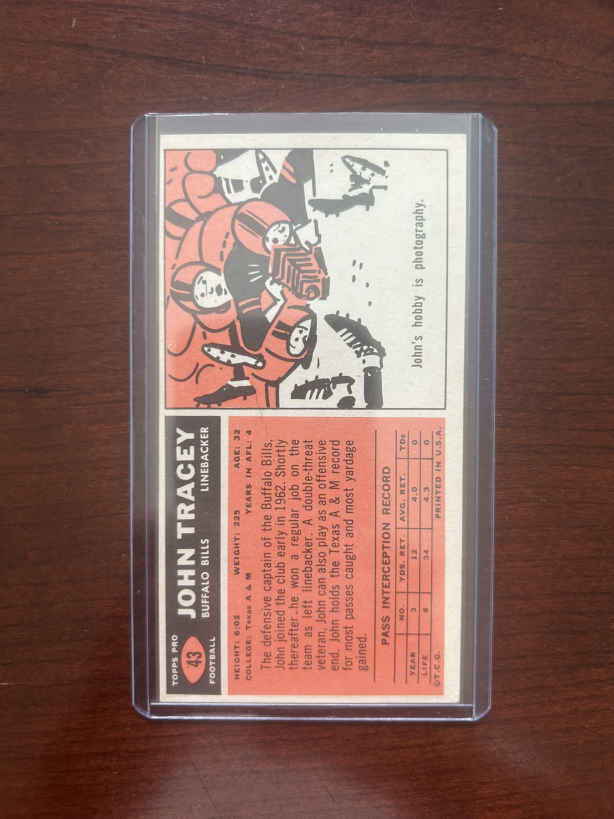 TOPPS PRO
43
FOOTBALL
JOHN TRACEY
BUFFALO BILLS LINEBACKER
HEIGHT: 6:02 WEIGHT: 225 AGE: 32
COLLEGE: Texas A & M YEARS IN AFL: 4
The defensive captain of the Buffalo Bills,
John joined the club early in 1962. Shortly
thereafter he won a regular job on the
team as left linebacker. A double-threat
veteran, John can also play as an offensive
end. John holds the Texas A & M record
for most passes caught and most yardage
gained.
PASS INTERCEPTION RECORD
NO. YDS. RET. AVG. RET. TDs
YEAR 3 12 4.0 0
LIFE 8 34 4.3 0
©T.C.G. PRINTED IN U.S.A.
John's hobby is photography.